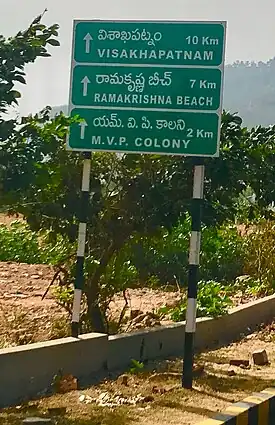 విశాఖపట్నం 10 Km
VISAKHAPATNAM
రామకృష్ణ బీచ్ 7 Km
RAMAKRISHNA BEACH
యమ్. వి. పి. కాలని 2 Km
M.V.P. COLONY